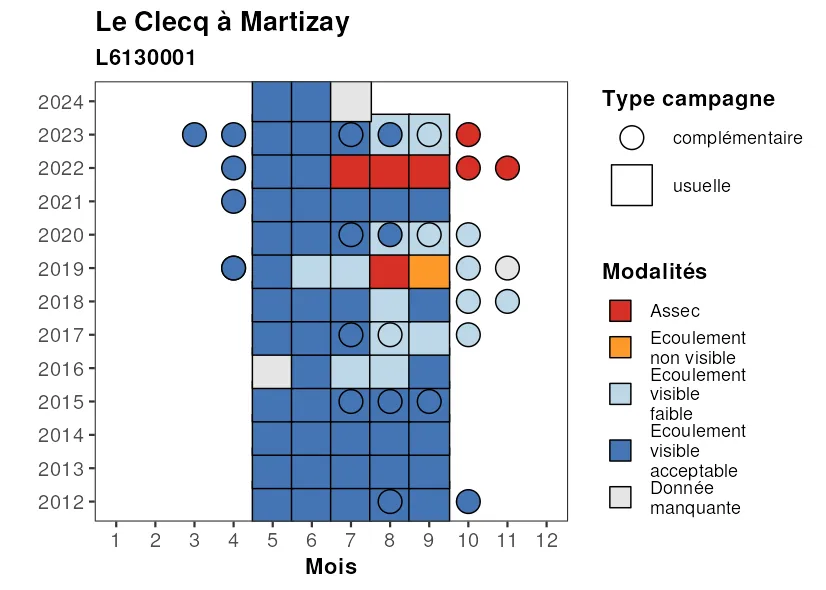 Le Clecq à Martizay
L6130001
2024
2023
2022
2021
2020
2019
2018
2017
2016
2015
2014
2013
2012
1 2 3 4 5 6 7 8 9 10 11 12
Mois
Type campagne
complémentaire
usuelle
Modalités
Assec
Ecoulement
non visible
Ecoulement
visible
faible
Ecoulement
visible
acceptable
Donnée
manquante